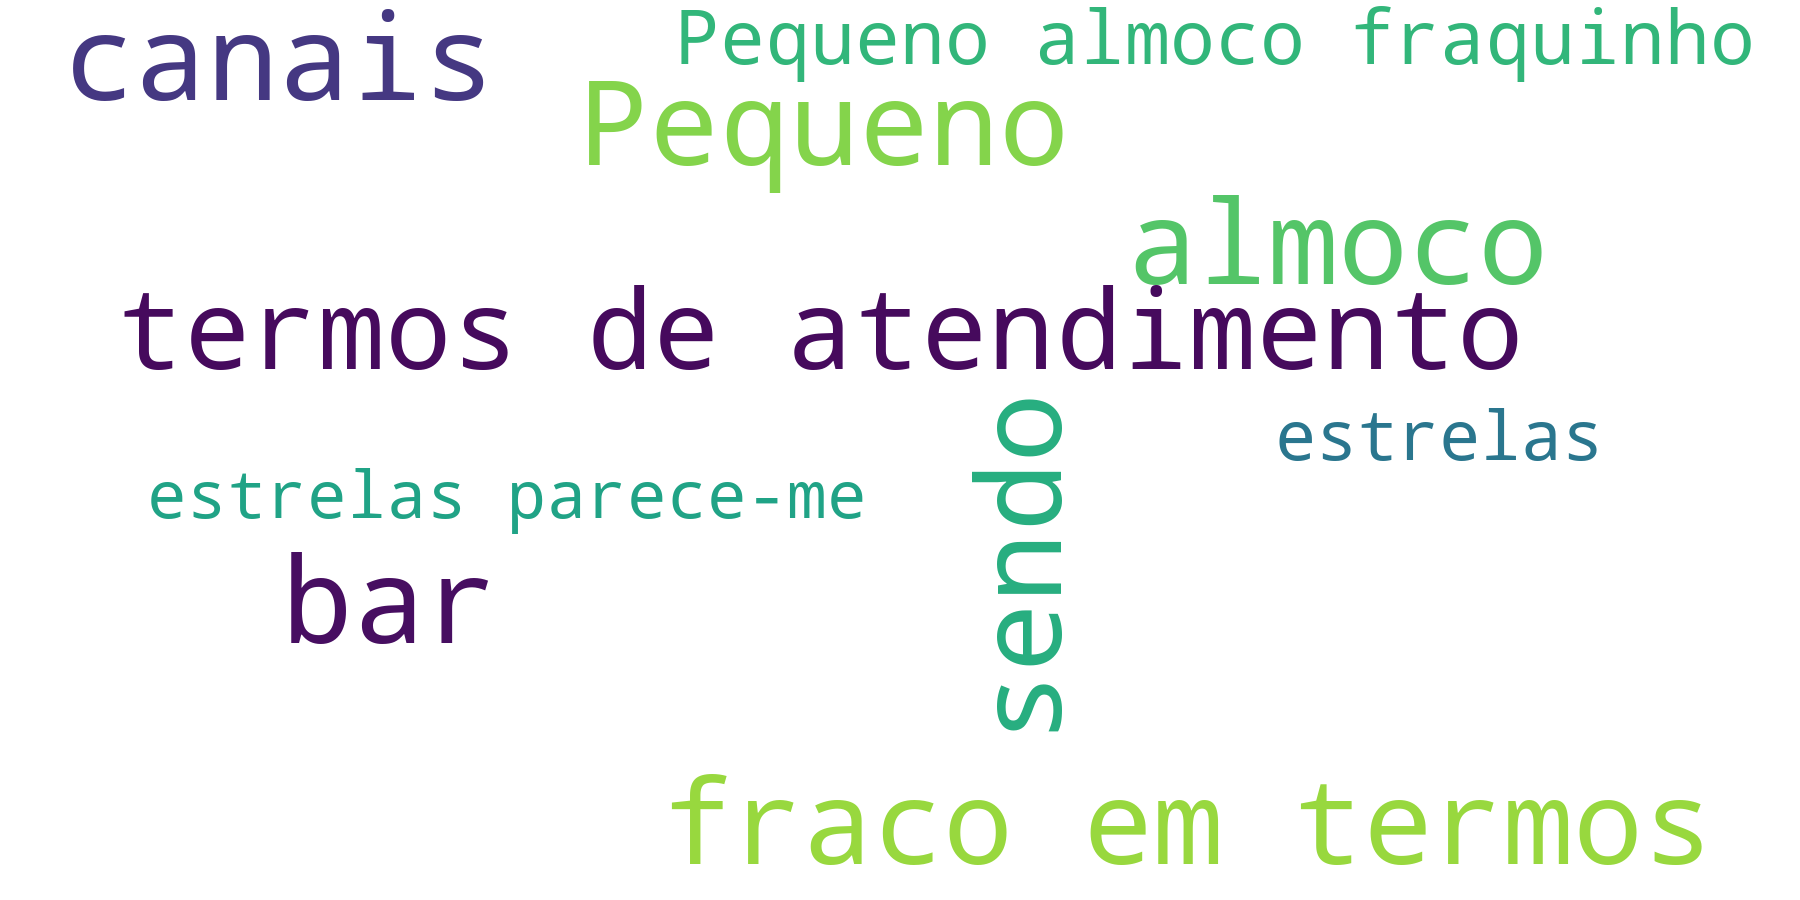 canais
Pequeno almoco fraquinho
Pequeno
almoco
termos de atendimento
estrelas
estrelas parece-me
sendo
bar
fraco em termos